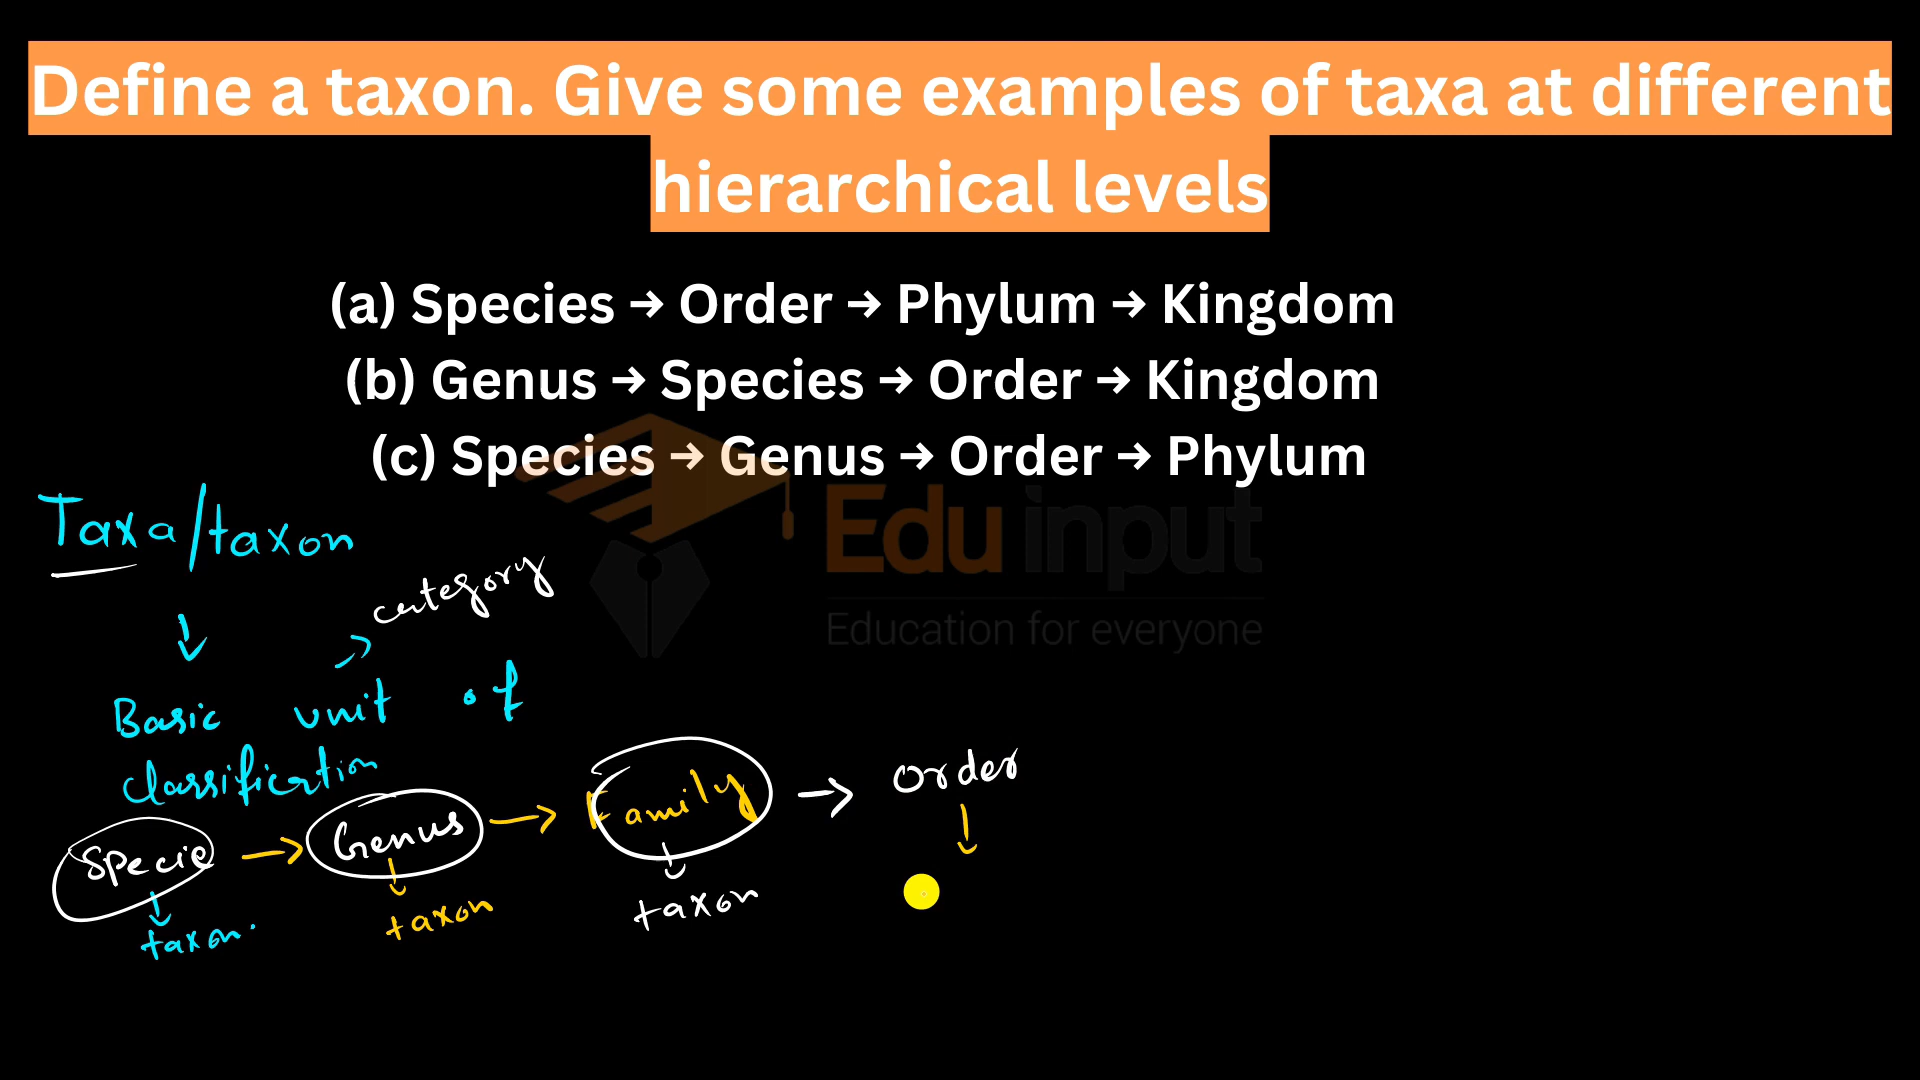 Define a taxon. Give some examples of taxa at different
hierarchical levels
(a) Species → Order → Phylum → Kingdom
(b) Genus → Species → Order → Kingdom
(c) Species → Genus → Order → Phylum
Edu input
Education for everyone
Taxa/taxon
category
Basic unit of
classification
Specie → Genus → Family → order
taxon. taxon taxon